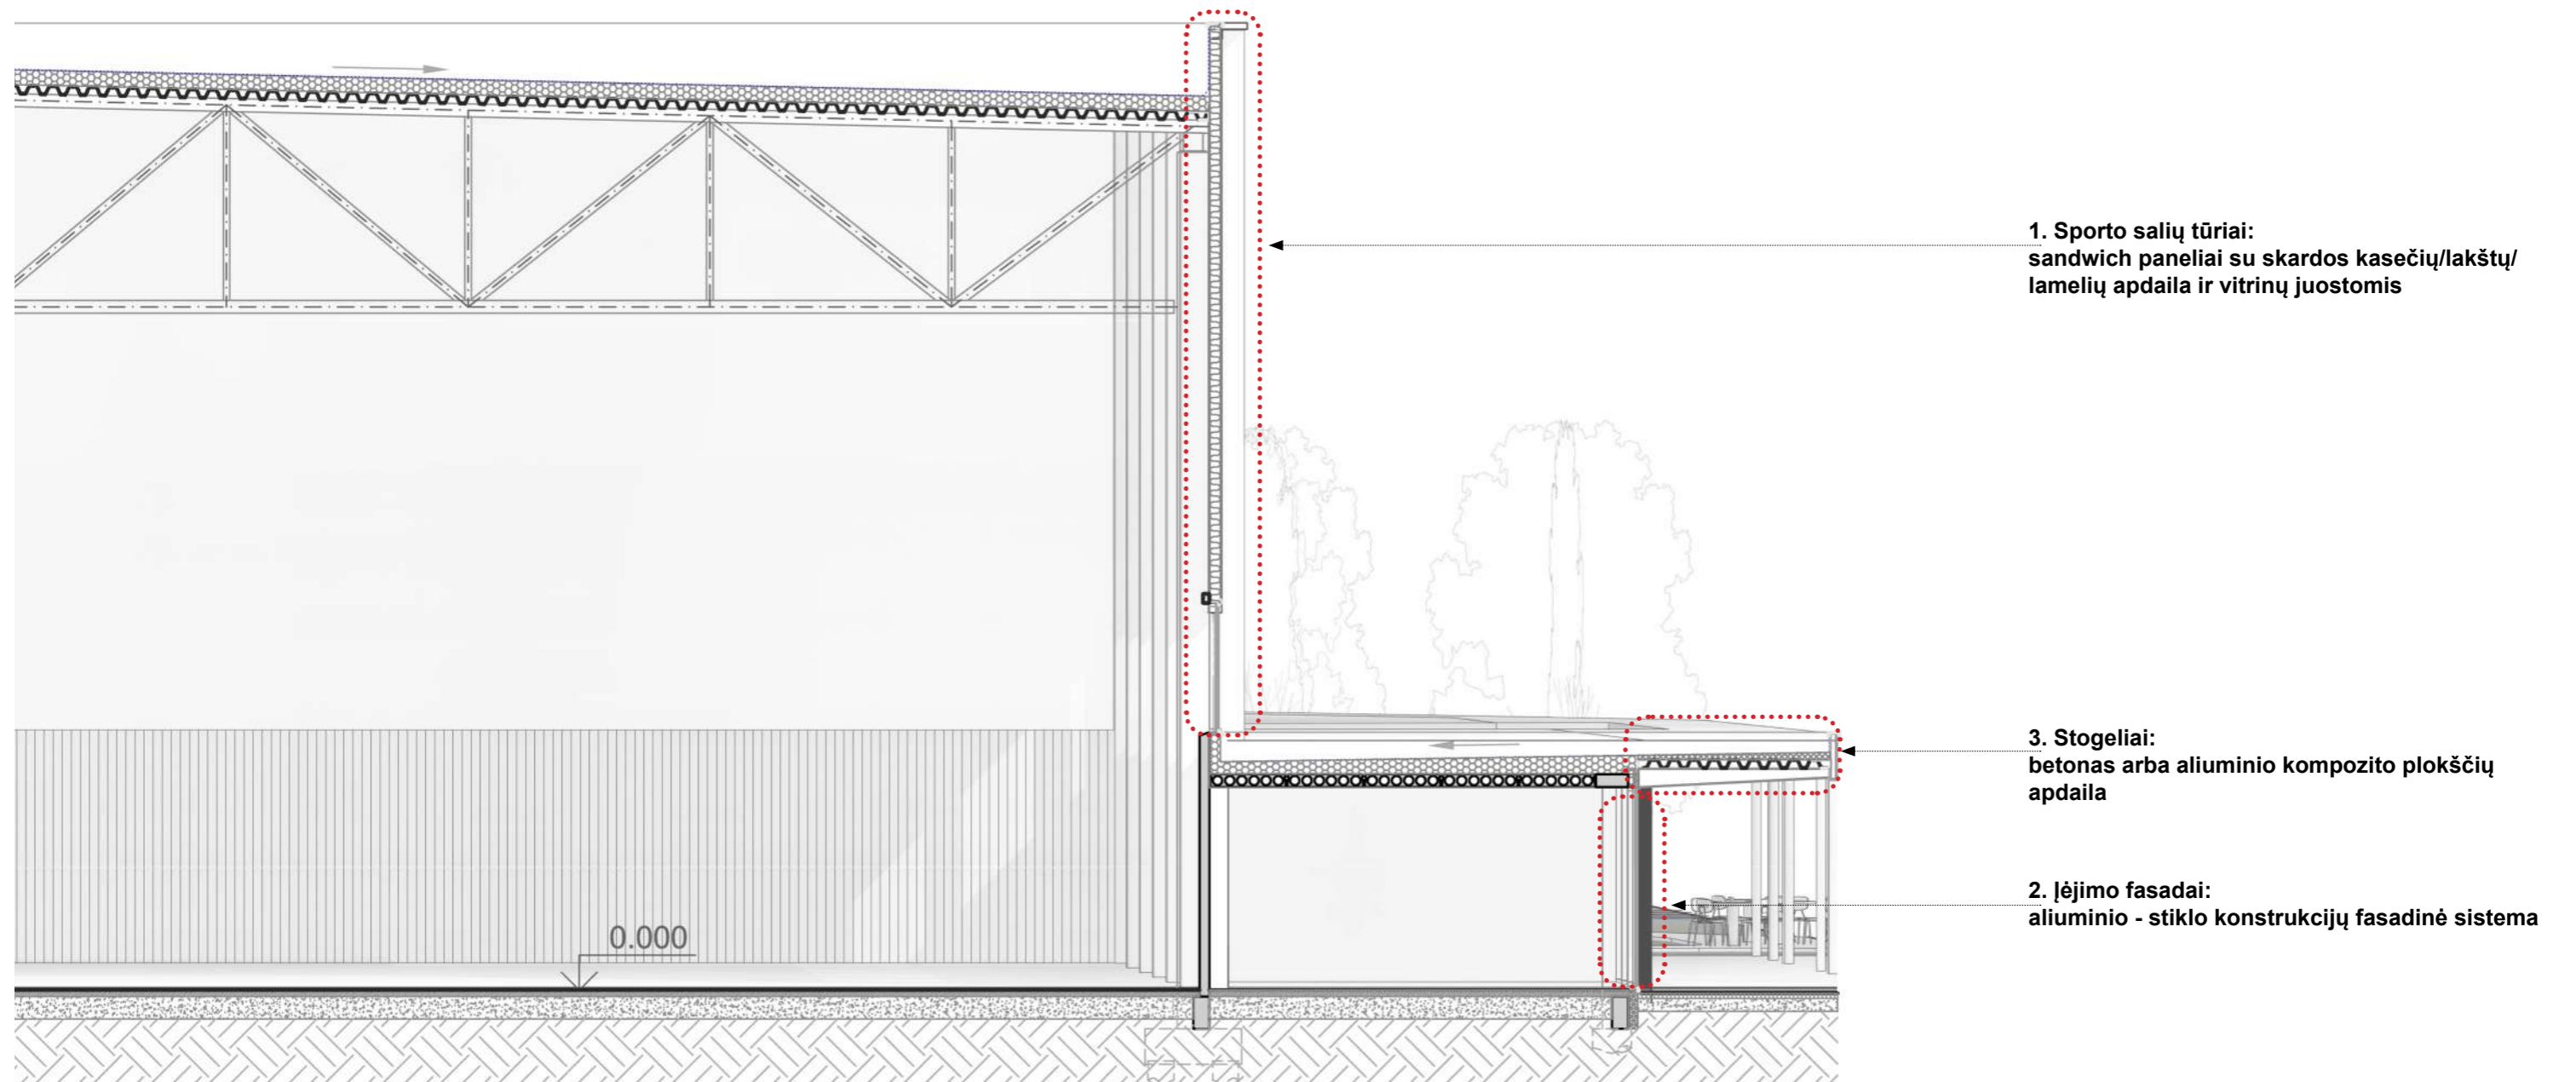 1. Sporto salių tūriai:
sandwich paneliai su skardos kasečių/lakštų/
lamelių apdaila ir vitrinų juostomis
3. Stogeliai:
betonas arba aliuminio kompozito plokščių
apdaila
2. Įėjimo fasadai:
aliuminio - stiklo konstrukcijų fasadinė sistema
0.000